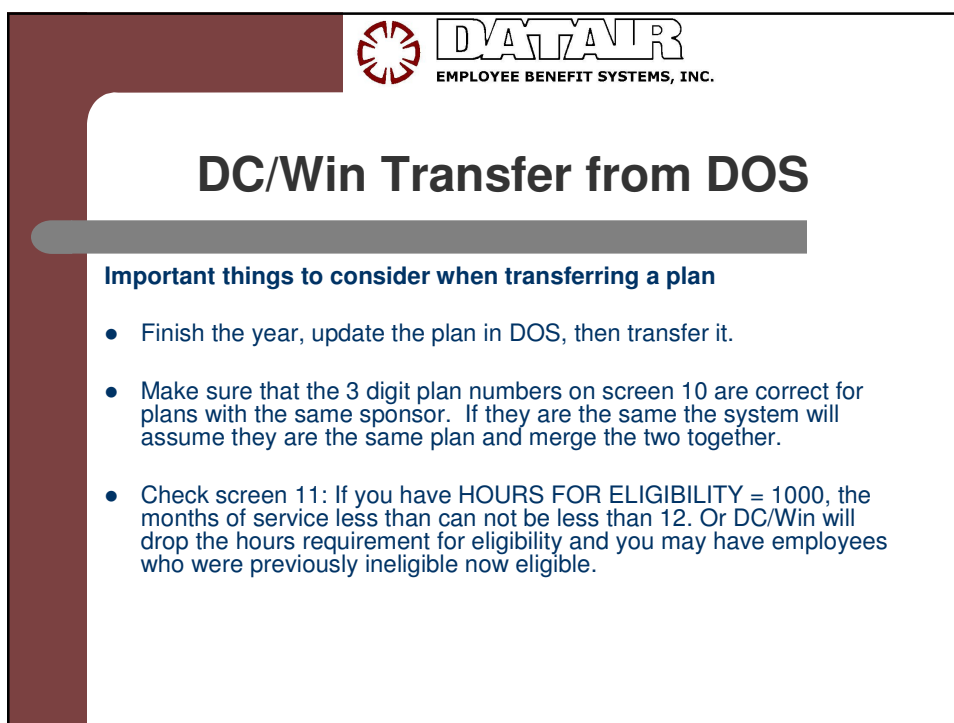 DATAIR
EMPLOYEE BENEFIT SYSTEMS, INC.
DC/Win Transfer from DOS
Important things to consider when transferring a plan
● Finish the year, update the plan in DOS, then transfer it.
● Make sure that the 3 digit plan numbers on screen 10 are correct for
plans with the same sponsor.  If they are the same the system will
assume they are the same plan and merge the two together.
● Check screen 11: If you have HOURS FOR ELIGIBILITY = 1000, the
months of service less than can not be less than 12. Or DC/Win will
drop the hours requirement for eligibility and you may have employees
who were previously ineligible now eligible.